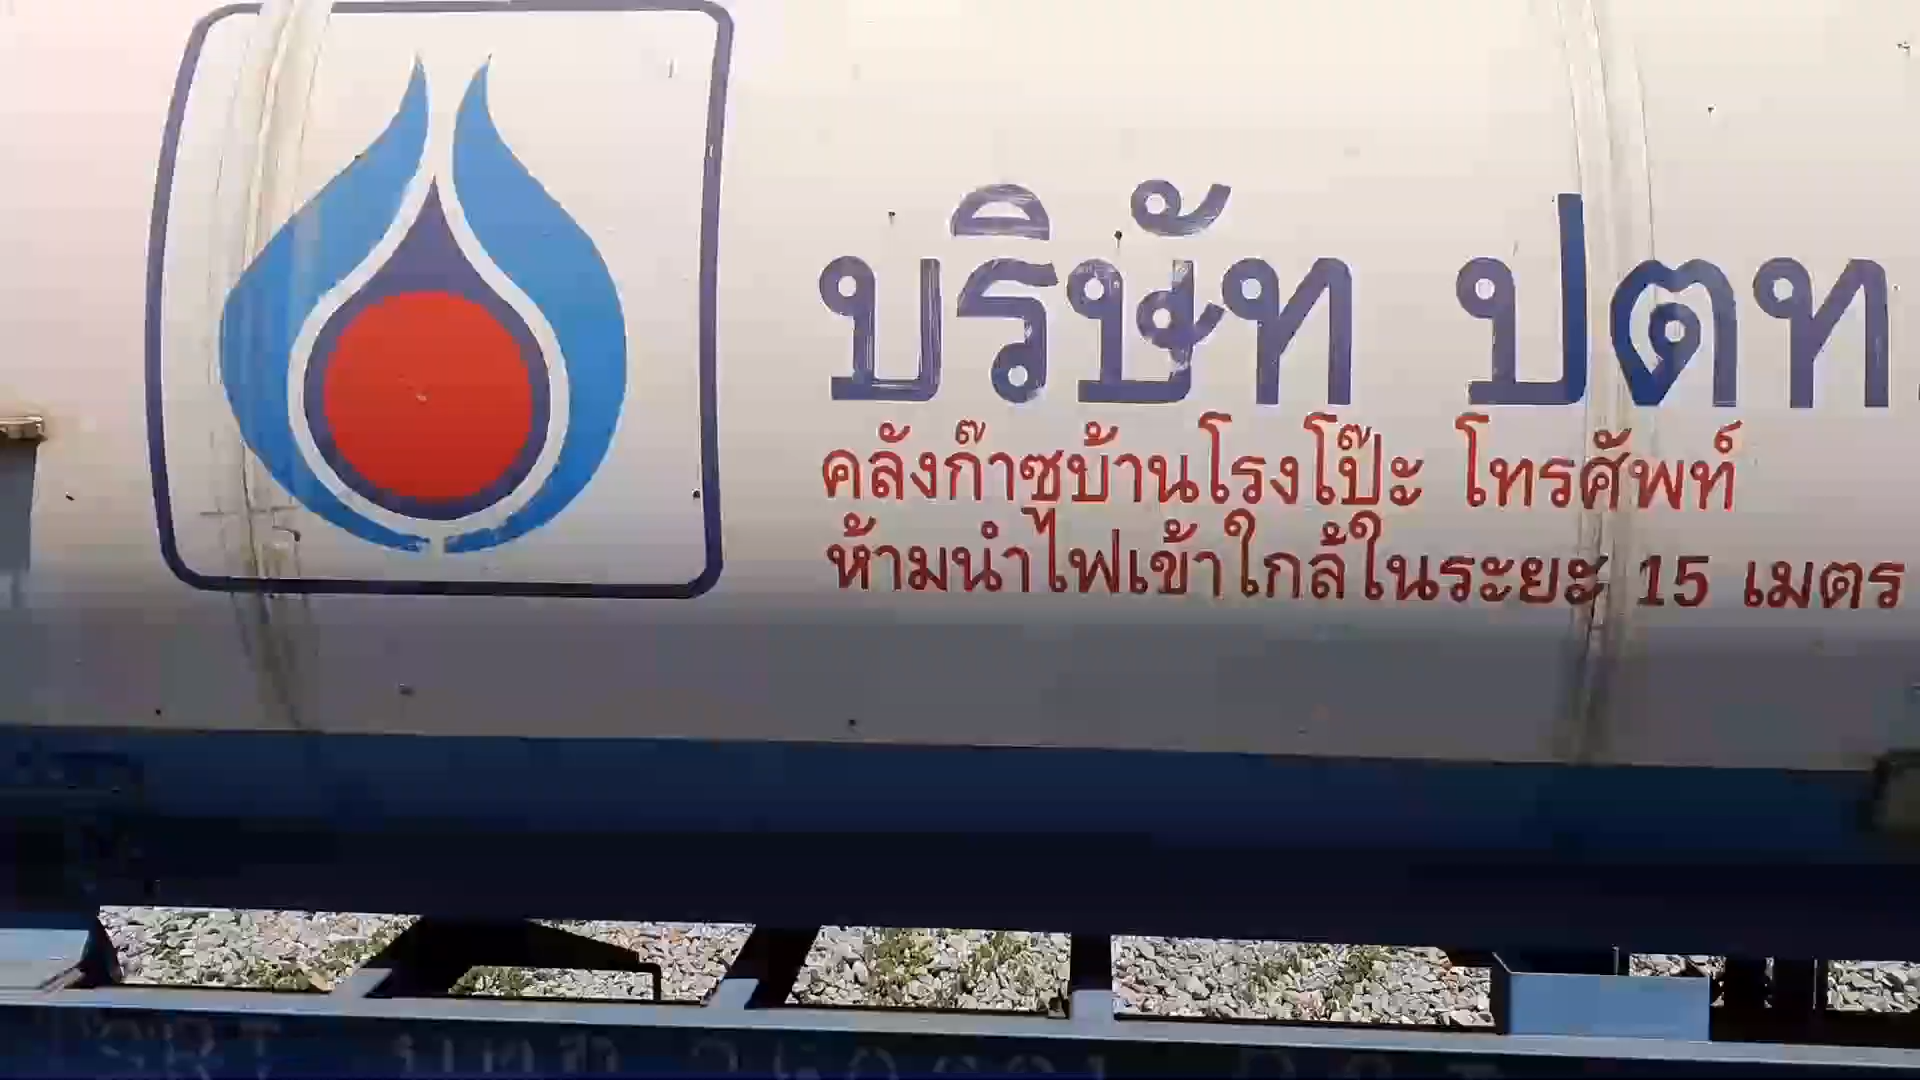 บริษัท ปตท.
คลังก๊าซบ้านโรงโป๊ะ โทรศัพท์
ห้ามนำไฟเข้าใกล้ในระยะ 15 เมตร